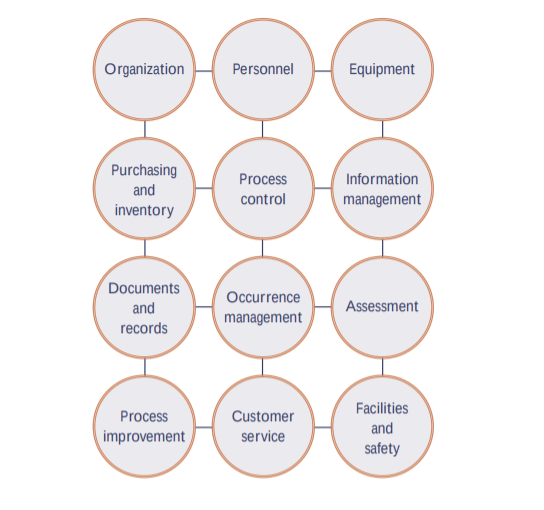 Organization
Personnel
Equipment
Purchasing
and
inventory
Process
control
Information
management
Documents
and
records
Occurrence
management
Assessment
Process
improvement
Customer
service
Facilities
and
safety